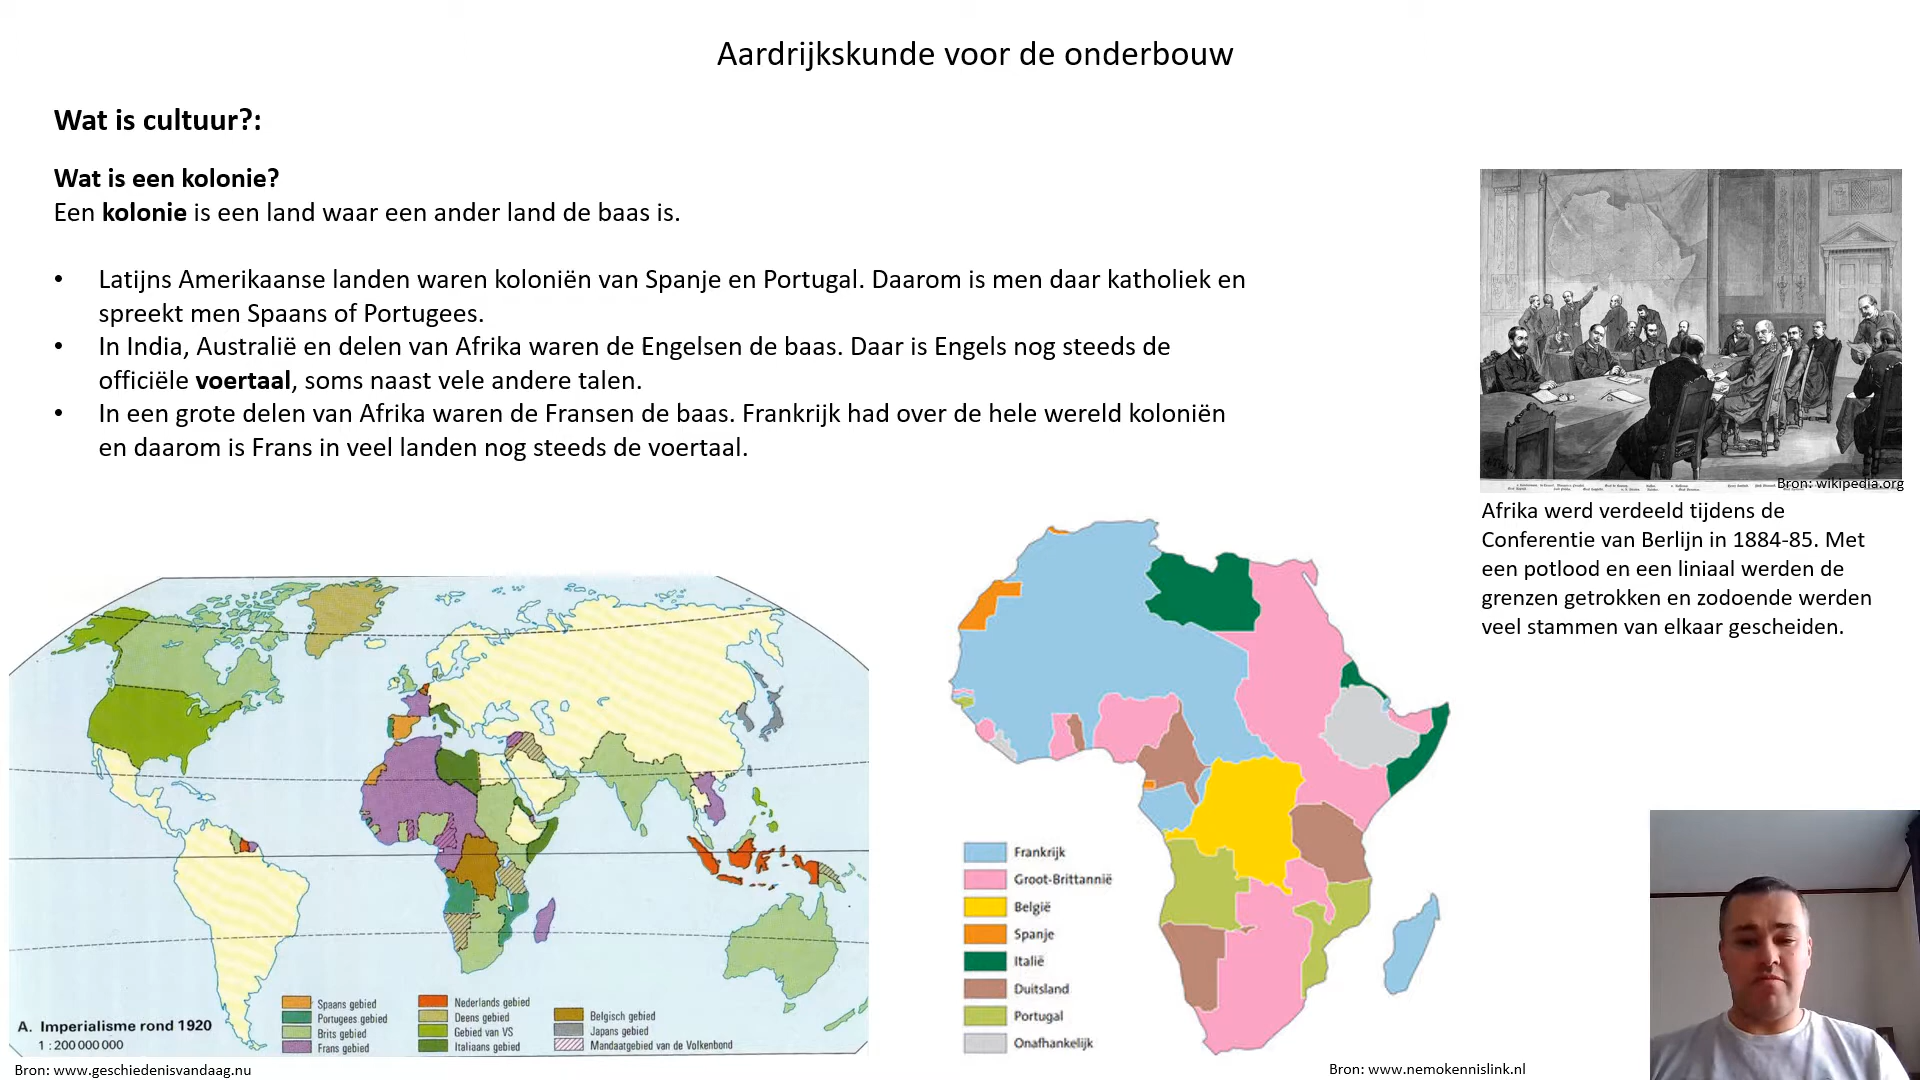 Aardrijkskunde voor de onderbouw
Wat is cultuur?:
Wat is een kolonie?
Een kolonie is een land waar een ander land de baas is.
• Latijns Amerikaanse landen waren koloniën van Spanje en Portugal. Daarom is men daar katholiek en
spreekt men Spaans of Portugees.
• In India, Australië en delen van Afrika waren de Engelsen de baas. Daar is Engels nog steeds de
officiële voertaal, soms naast vele andere talen.
• In een grote delen van Afrika waren de Fransen de baas. Frankrijk had over de hele wereld koloniën
en daarom is Frans in veel landen nog steeds de voertaal.
Bron: wikipedia.org
Afrika werd verdeeld tijdens de
Conferentie van Berlijn in 1884-85. Met
een potlood en een liniaal werden de
grenzen getrokken en zodoende werden
veel stammen van elkaar gescheiden.
A. Imperialisme rond 1920
1 : 200 000 000
Spaans gebied
Portugees gebied
Brits gebied
Frans gebied
Nederlands gebied
Deens gebied
Gebied van VS
Italiaans gebied
Belgisch gebied
Japans gebied
Mandaatgebied van de Volkenbond
Bron: www.geschiedenisvandaag.nu
Frankrijk
Groot-Brittannië
België
Spanje
Italië
Duitsland
Portugal
Onafhankelijk
Bron: www.nemokennislink.nl